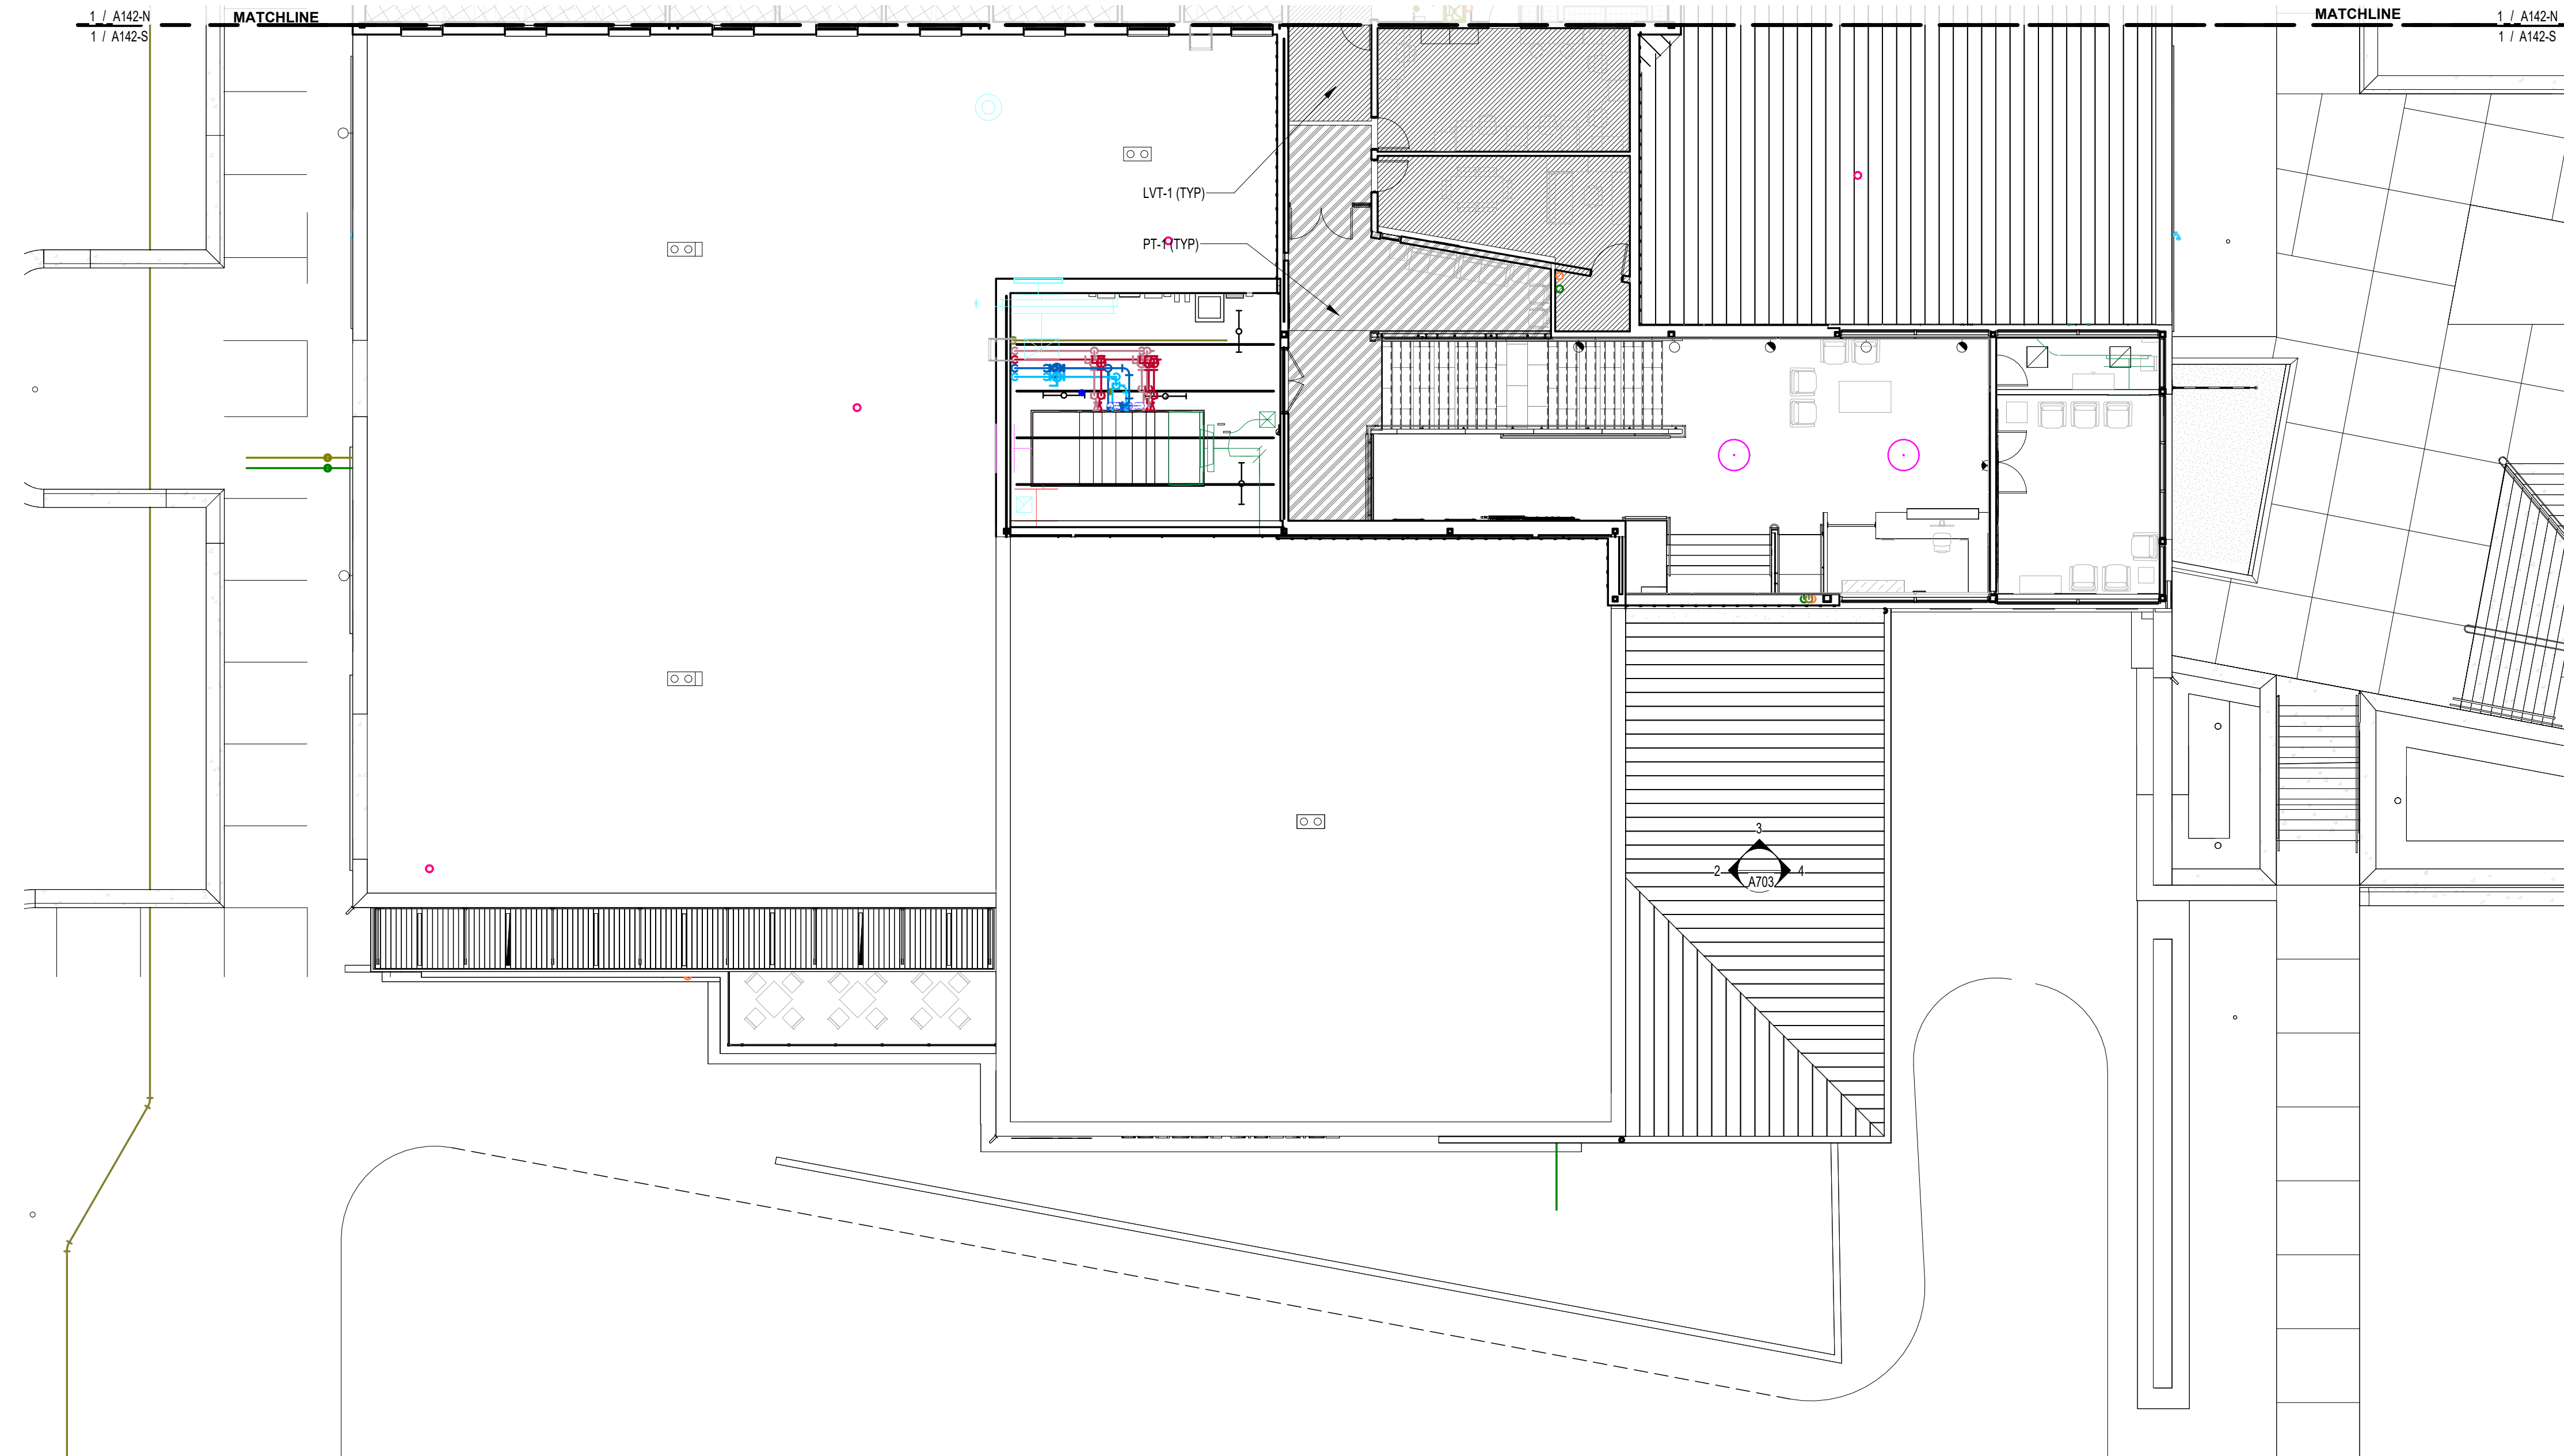 1 / A142-N
MATCHLINE
MATCHLINE
1 / A142-N
1 / A142-S
1 / A142-S
LVT-1 (TYP)
PT-1 (TYP)
3
2
4
A703